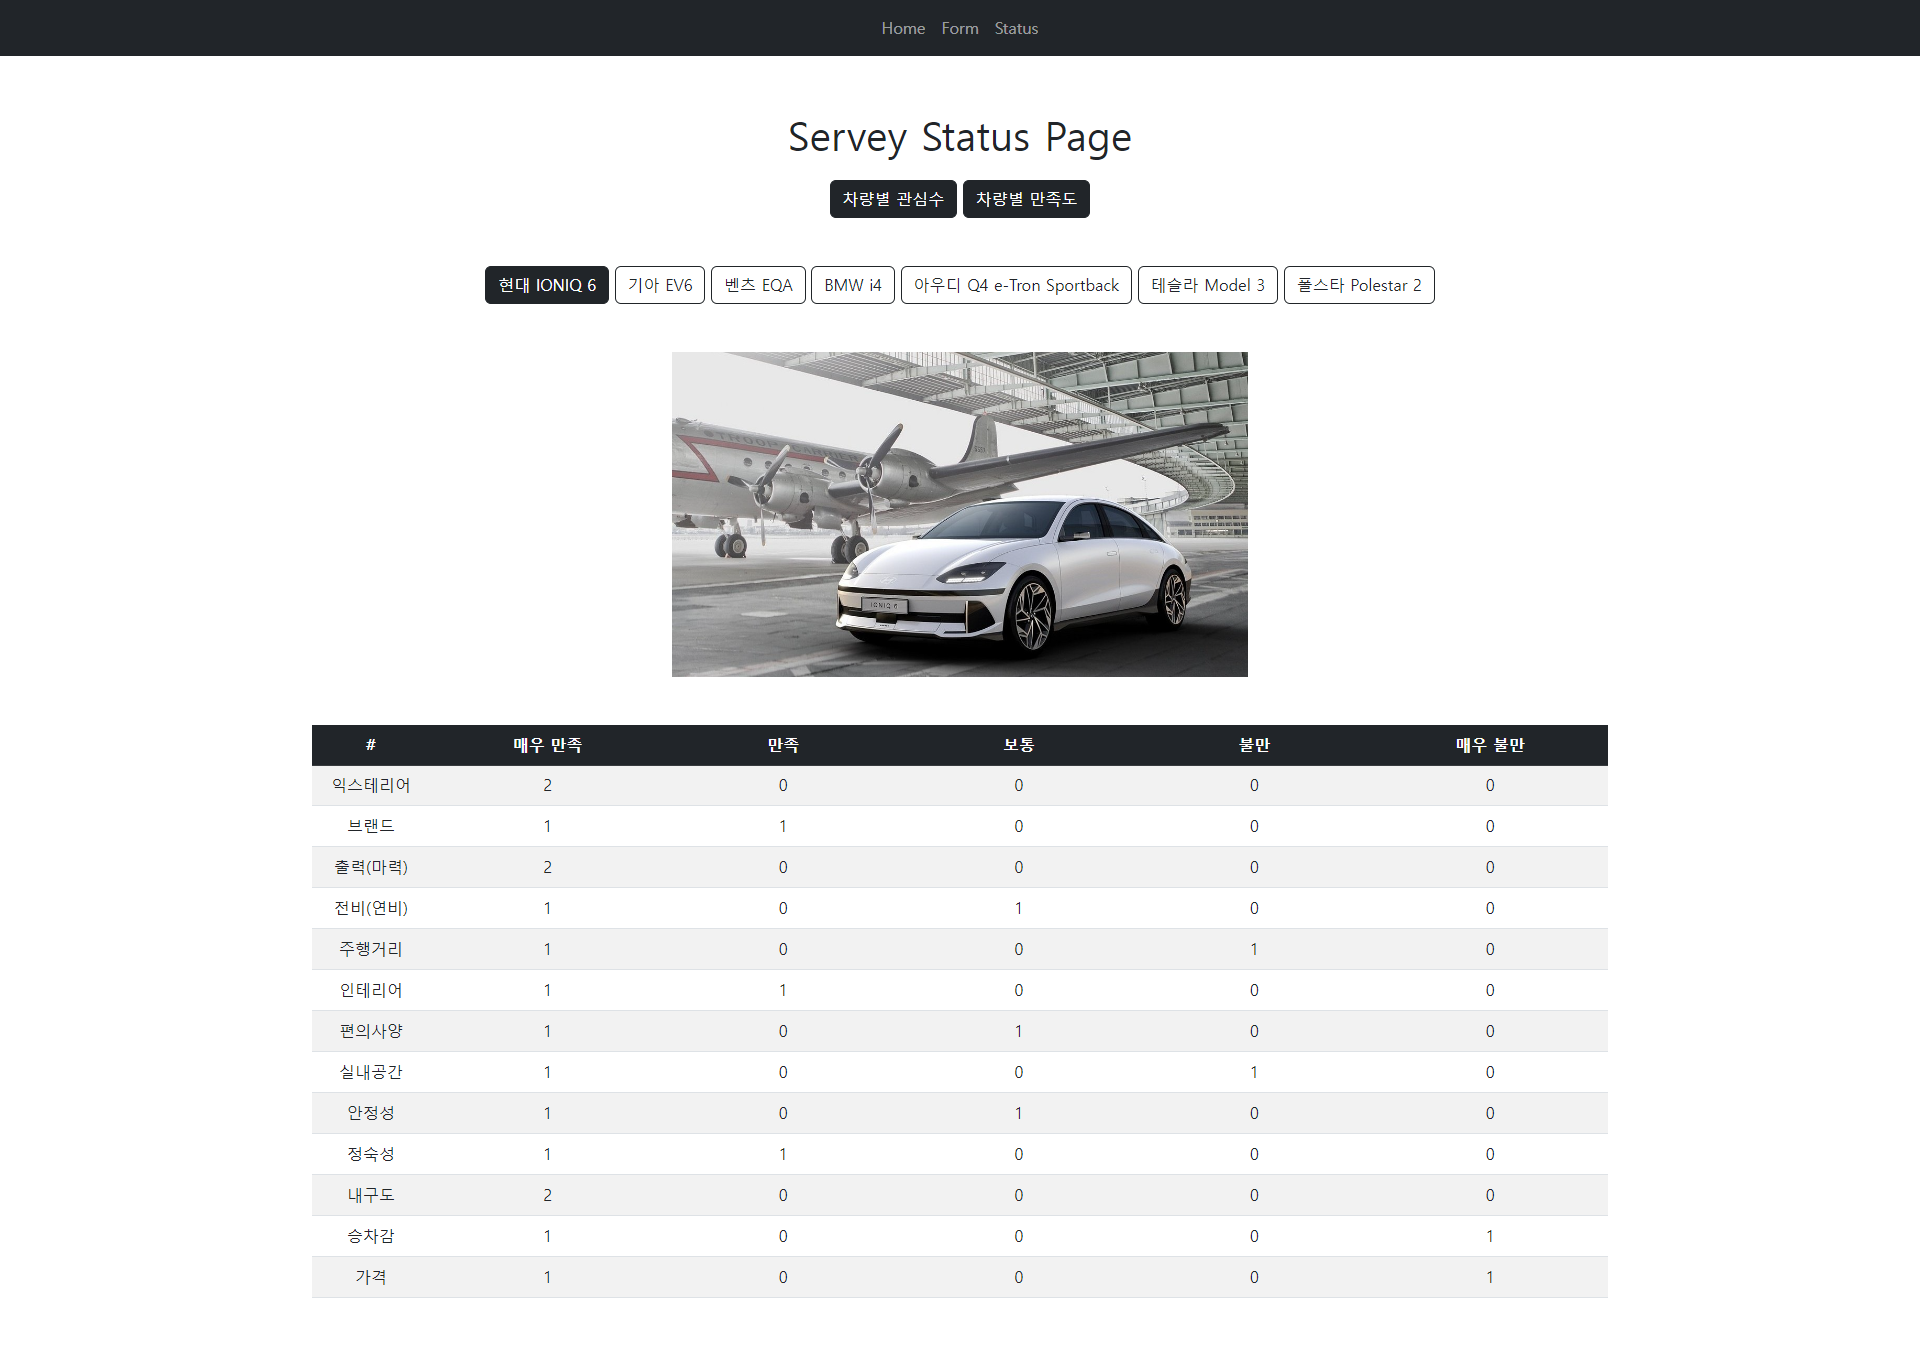 Home Form Status
Servey Status Page
차량별 관심수 차량별 만족도
현대 IONIQ 6 기아 EV6 벤츠 EQA BMW i4 아우디 Q4 e-Tron Sportback 테슬라 Model 3 폴스타 Polestar 2
IONIQ 6
# 매우 만족 만족 보통 불만 매우 불만
익스테리어 2 0 0 0 0
브랜드 1 1 0 0 0
출력(마력) 2 0 0 0 0
전비(연비) 1 0 1 0 0
주행거리 1 0 0 1 0
인테리어 1 1 0 0 0
편의사양 1 0 1 0 0
실내공간 1 0 0 1 0
안정성 1 0 1 0 0
정숙성 1 1 0 0 0
내구도 2 0 0 0 0
승차감 1 0 0 0 1
가격 1 0 0 0 1